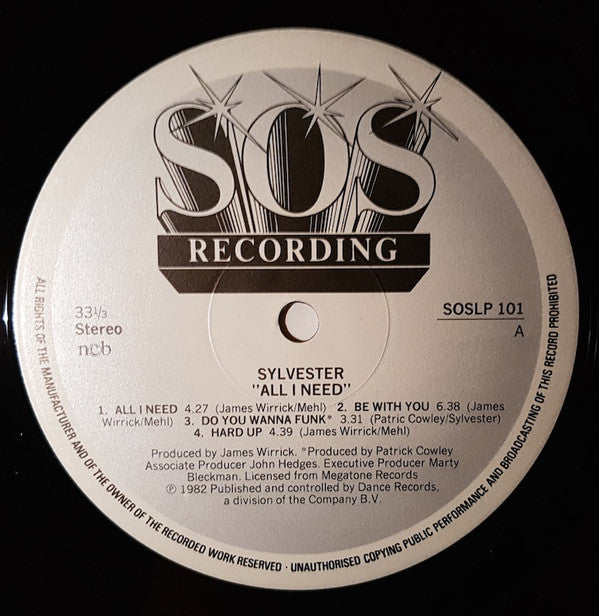 SOS
RECORDING
33⅓
Stereo
ncb
SOSLP 101
A
SYLVESTER
"ALL I NEED"
1. ALL I NEED 4.27 (James Wirrick/Mehl) 2. BE WITH YOU 6.38 (James
Wirrick/Mehl) 3. DO YOU WANNA FUNK* 3.31 (Patric Cowley/Sylvester)
4. HARD UP 4.39 (James Wirrick/Mehl)
Produced by James Wirrick. *Produced by Patrick Cowley
Associate Producer John Hedges. Executive Producer Marty
Bleckman. Licensed from Megatone Records
℗ 1982 Published and controlled by Dance Records,
a division of the Company B.V.
ALL RIGHTS OF THE MANUFACTURER AND OF THE OWNER OF THE RECORDED WORK RESERVED · UNAUTHORISED COPYING PUBLIC PERFORMANCE AND BROADCASTING OF THIS RECORD PROHIBITED